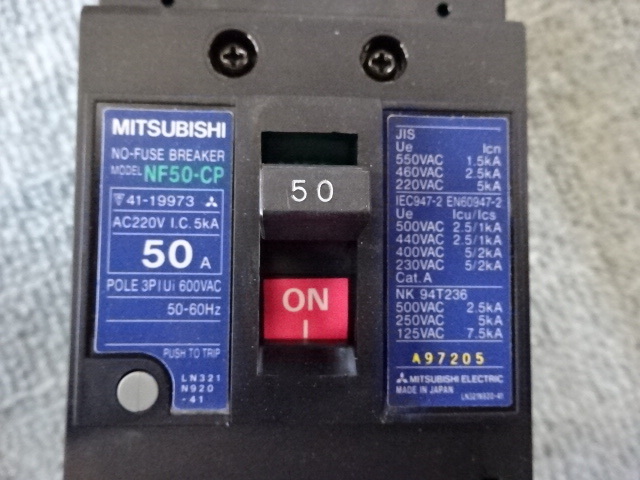 MITSUBISHI
NO-FUSE BREAKER
MODEL NF50-CP
41-19973
AC220V I.C. 5kA
50 A
POLE 3P Ui 600VAC
50-60Hz
PUSH TO TRIP
LN321
N920
-41
50
ON
I
JIS
Ue Icn
550VAC 1.5kA
460VAC 2.5kA
220VAC 5kA
IEC947-2 EN60947-2
Ue Icu/Ics
500VAC 2.5/1kA
440VAC 2.5/1kA
400VAC 5/2kA
230VAC 5/2kA
Cat.A
NK 94T236
500VAC 2.5kA
250VAC 5kA
125VAC 7.5kA
A97205
MITSUBISHI ELECTRIC
MADE IN JAPAN LN321N920-41